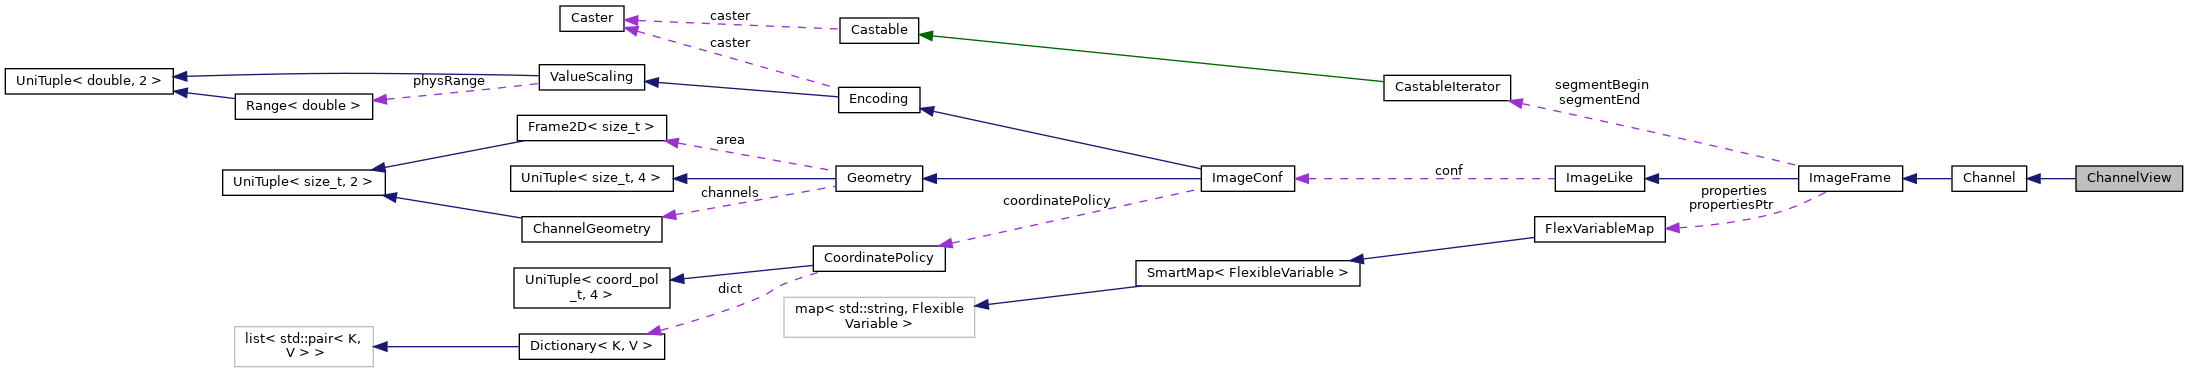 Caster
caster
Castable
caster
UniTuple< double, 2 >
physRange
ValueScaling
Range< double >
Encoding
CastableIterator
segmentBegin
segmentEnd
Frame2D< size_t >
area
UniTuple< size_t, 2 >
UniTuple< size_t, 4 >
channels
Geometry
ChannelGeometry
coordinatePolicy
ImageConf
conf
ImageLike
ImageFrame
Channel
ChannelView
properties
propertiesPtr
FlexVariableMap
CoordinatePolicy
UniTuple< coord_pol
_t, 4 >
dict
SmartMap< FlexibleVariable >
map< std::string, Flexible
Variable >
list< std::pair< K,
V > >
Dictionary< K, V >